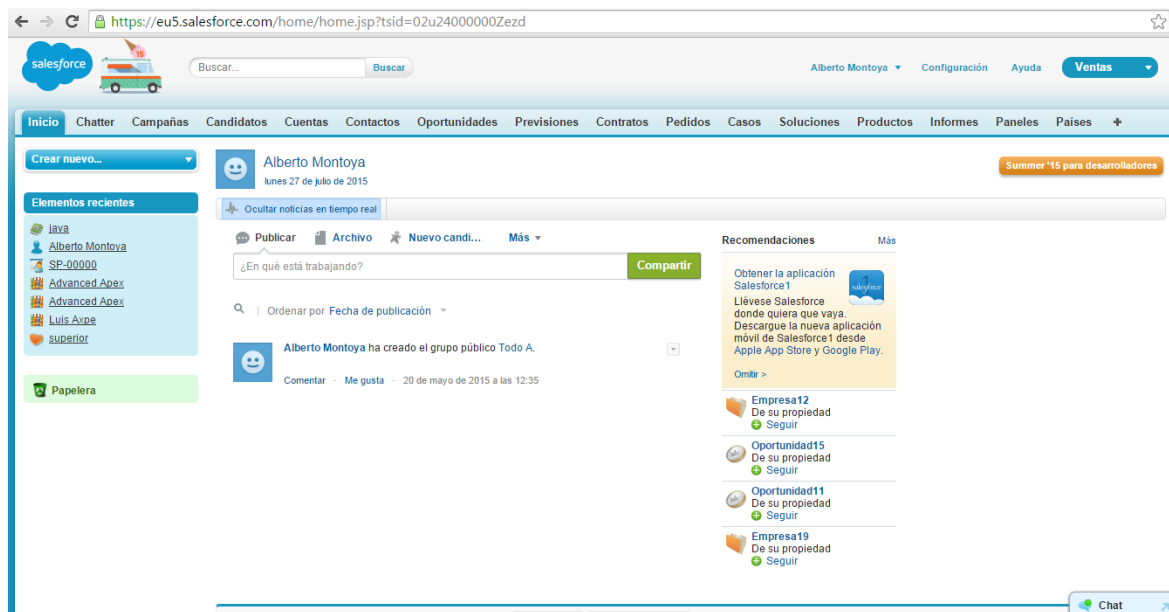 https://eu5.salesforce.com/home/home.jsp?tsid=02u24000000Zezd
salesforce
15
Buscar...
Buscar
Alberto Montoya
Configuración
Ayuda
Ventas
Inicio Chatter Campañas Candidatos Cuentas Contactos Oportunidades Previsiones Contratos Pedidos Casos Soluciones Productos Informes Paneles Países +
Crear nuevo...
Elementos recientes
java
Alberto Montoya
SP-00000
Advanced Apex
Advanced Apex
Luis Axpe
superior
Papelera
Alberto Montoya
lunes 27 de julio de 2015
Summer '15 para desarrolladores
Ocultar noticias en tiempo real
Publicar Archivo Nuevo candi... Más
¿En qué está trabajando?
Compartir
Ordenar por Fecha de publicación
Alberto Montoya ha creado el grupo público Todo A.
Comentar · Me gusta · 20 de mayo de 2015 a las 12:35
Recomendaciones Más
Obtener la aplicación
Salesforce1
salesforce
Llévese Salesforce
donde quiera que vaya.
Descargue la nueva aplicación
móvil de Salesforce1 desde
Apple App Store y Google Play.
Omitir >
Empresa12
De su propiedad
Seguir
Oportunidad15
De su propiedad
Seguir
Oportunidad11
De su propiedad
Seguir
Empresa19
De su propiedad
Seguir
Chat